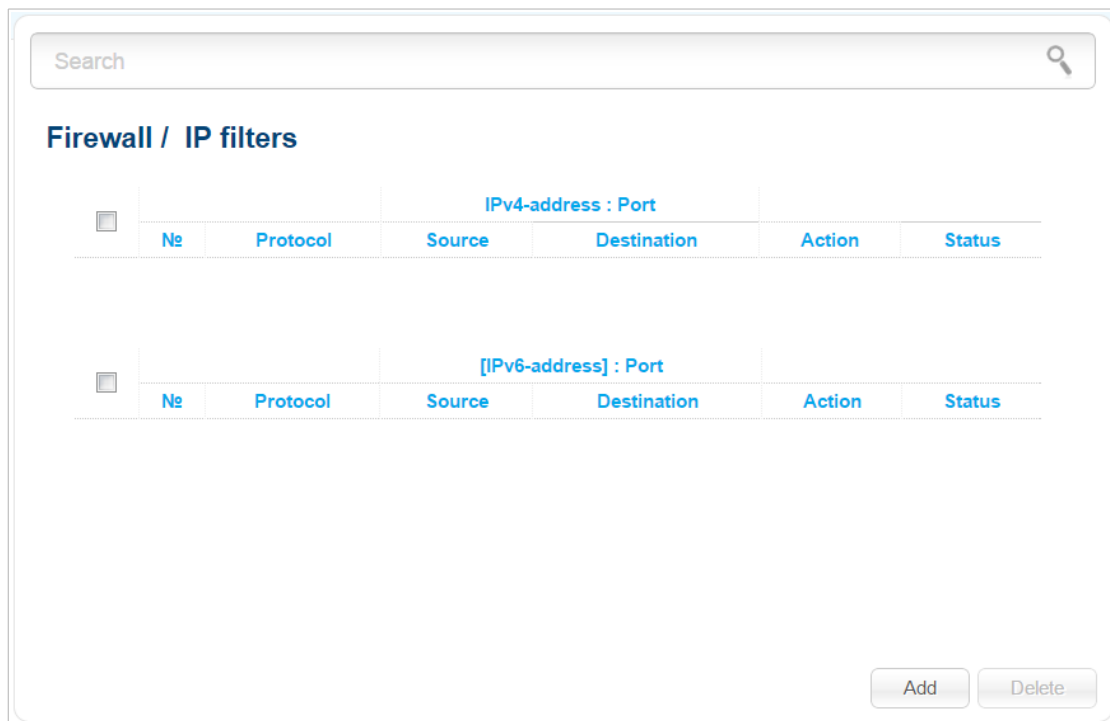 Search
Firewall / IP filters
IPv4-address : Port
№ Protocol Source Destination Action Status
[IPv6-address] : Port
№ Protocol Source Destination Action Status
Add Delete